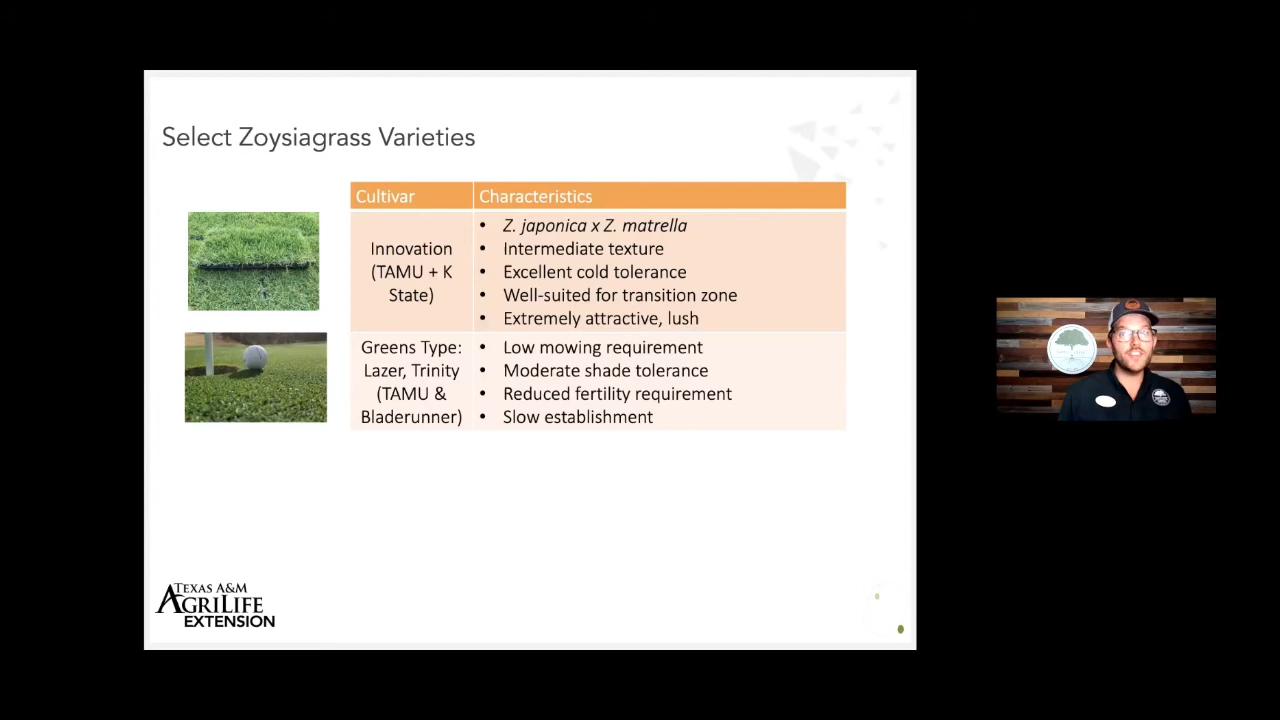 Select Zoysiagrass Varieties
Cultivar
Characteristics
Innovation
(TAMU + K
State)
• Z. japonica x Z. matrella
• Intermediate texture
• Excellent cold tolerance
• Well-suited for transition zone
• Extremely attractive, lush
Greens Type:
Lazer, Trinity
(TAMU &
Bladerunner)
• Low mowing requirement
• Moderate shade tolerance
• Reduced fertility requirement
• Slow establishment
TEXAS A&M
AGRILIFE
EXTENSION